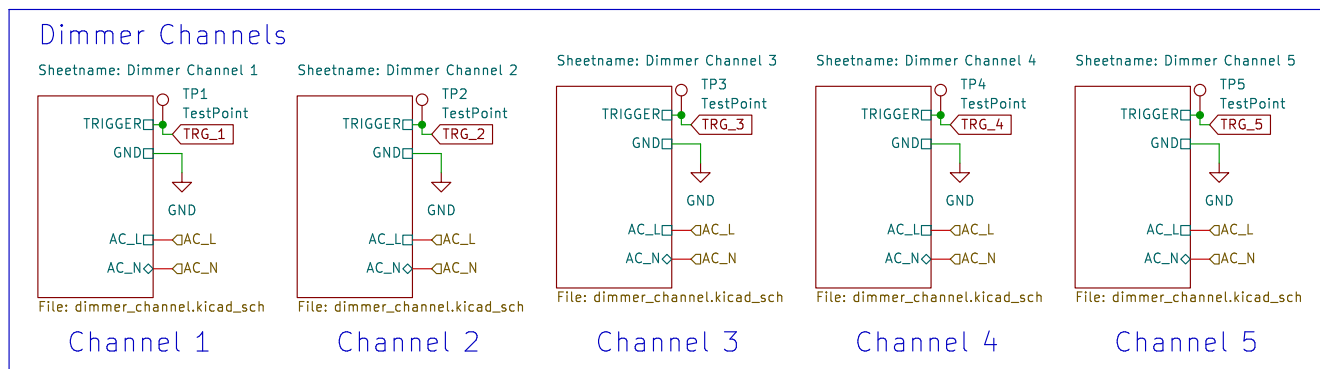 Dimmer Channels
Sheetname: Dimmer Channel 1
TP1
TestPoint
TRIGGER
TRG_1
GND
GND
AC_L
AC_L
AC_N
AC_N
File: dimmer_channel.kicad_sch
Channel 1
Sheetname: Dimmer Channel 2
TP2
TestPoint
TRIGGER
TRG_2
GND
GND
AC_L
AC_L
AC_N
AC_N
File: dimmer_channel.kicad_sch
Channel 2
Sheetname: Dimmer Channel 3
TP3
TestPoint
TRIGGER
TRG_3
GND
GND
AC_L
AC_L
AC_N
AC_N
File: dimmer_channel.kicad_sch
Channel 3
Sheetname: Dimmer Channel 4
TP4
TestPoint
TRIGGER
TRG_4
GND
GND
AC_L
AC_L
AC_N
AC_N
File: dimmer_channel.kicad_sch
Channel 4
Sheetname: Dimmer Channel 5
TP5
TestPoint
TRIGGER
TRG_5
GND
GND
AC_L
AC_L
AC_N
AC_N
File: dimmer_channel.kicad_sch
Channel 5